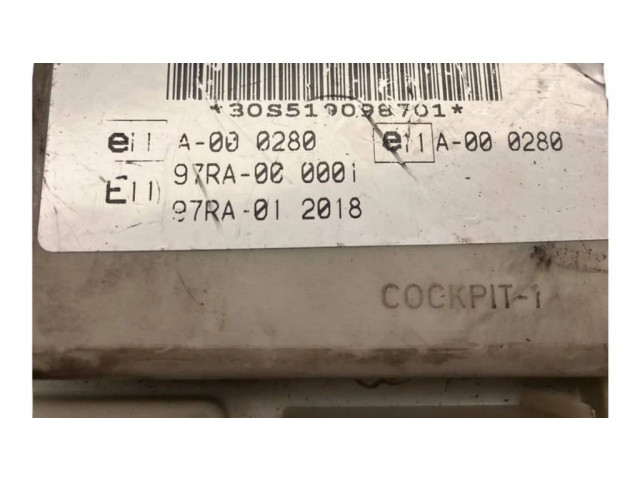 *30S519098701*
e11 A-00 0280 e11 A-00 0280
E11) 97RA-00 0001
97RA-01 2018
COCKPIT-1